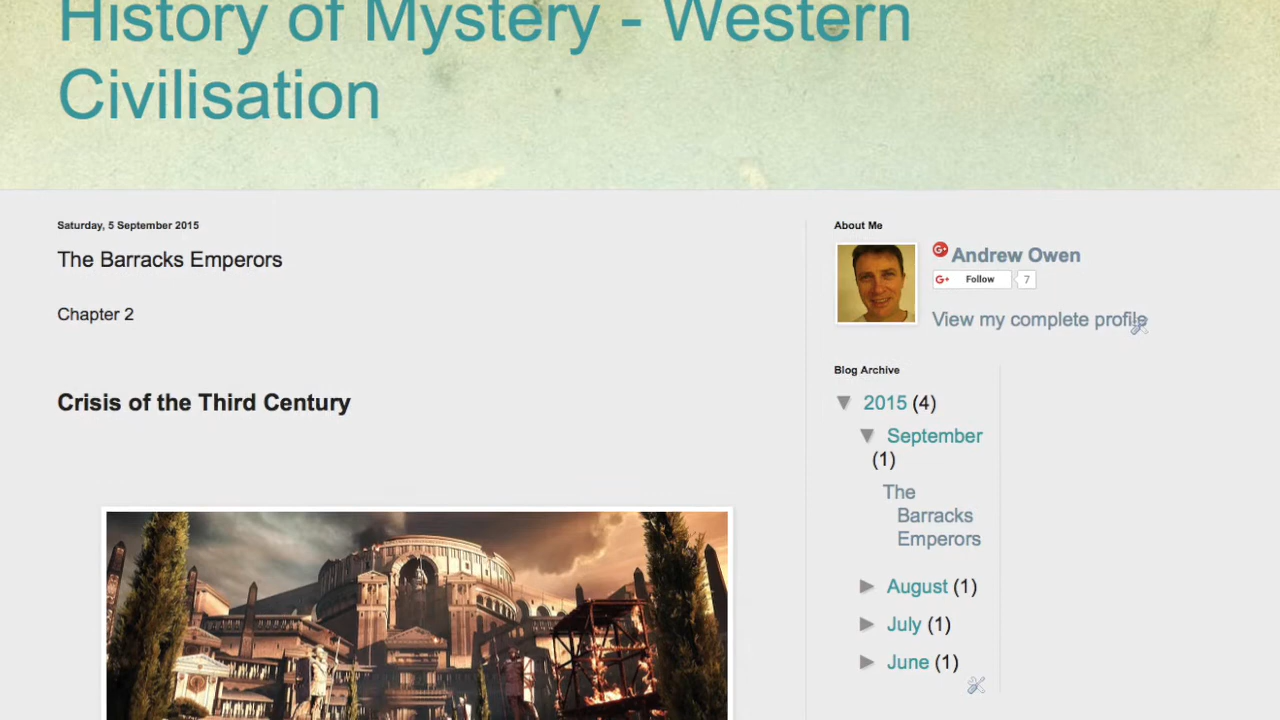 History of Mystery - Western
Civilisation
Saturday, 5 September 2015
The Barracks Emperors
Chapter 2
Crisis of the Third Century
About Me
G+ Andrew Owen
G+ Follow 7
View my complete profile
Blog Archive
▼ 2015 (4)
▼ September
(1)
The
Barracks
Emperors
► August (1)
► July (1)
► June (1)